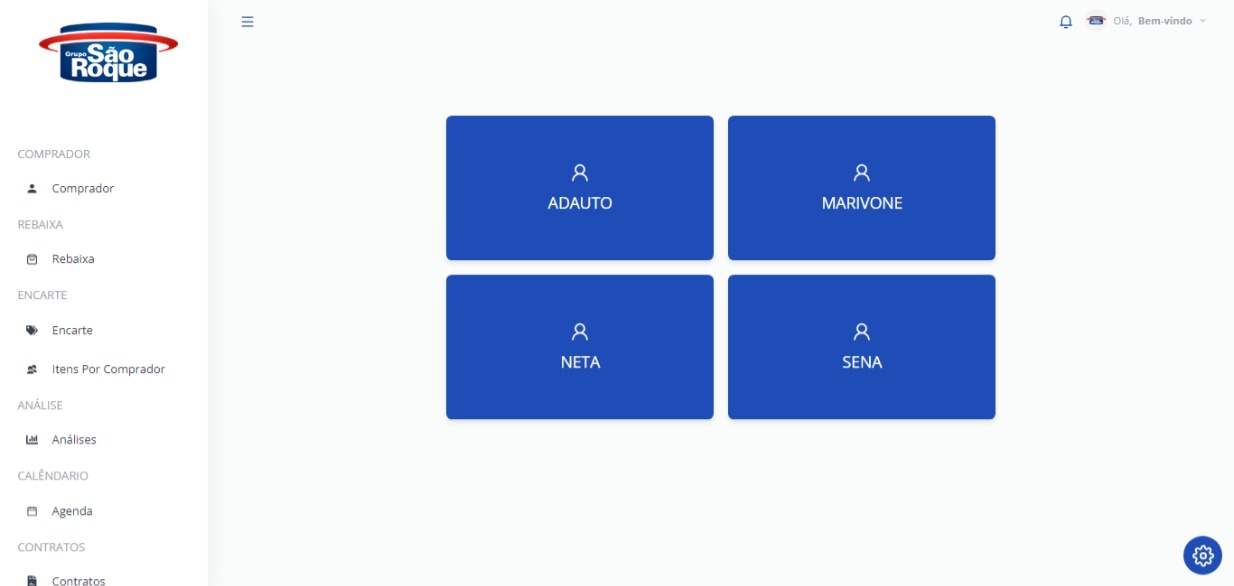 Grupo São
Roque
Olá, Bem-vindo
COMPRADOR
Comprador
REBAIXA
Rebaixa
ENCARTE
Encarte
Itens Por Comprador
ANÁLISE
Análises
CALÊNDARIO
Agenda
CONTRATOS
Contratos
ADAUTO
MARIVONE
NETA
SENA